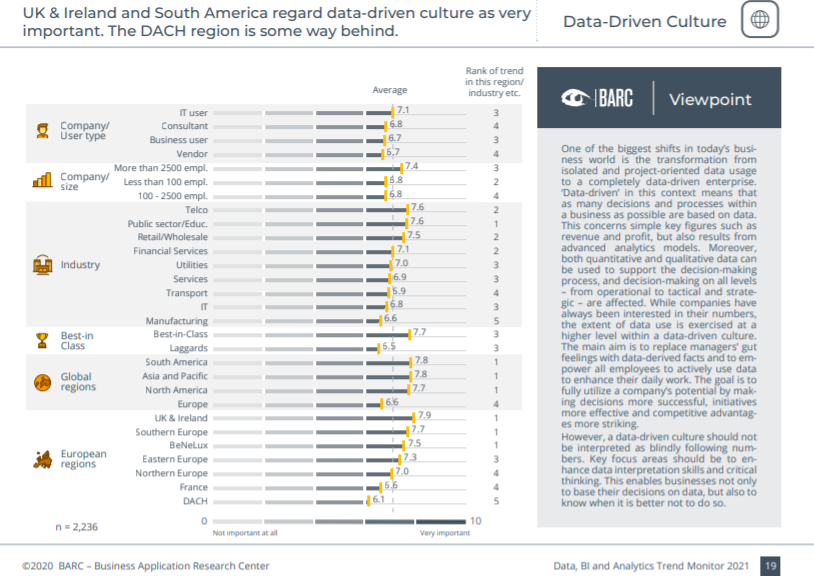 UK & Ireland and South America regard data-driven culture as very
important. The DACH region is some way behind.
Data-Driven Culture
Average
Rank of trend
in this region/
industry etc.
Company/
User type
IT user 7.1 3
Consultant 6.8 4
Business user 6.7 3
Vendor 6.7 4
Company/
size
More than 2500 empl. 7.4 3
Less than 100 empl. 6.8 2
100 - 2500 empl. 6.8 4
Industry
Telco 7.6 2
Public sector/Educ. 7.6 1
Retail/Wholesale 7.5 2
Financial Services 7.1 2
Utilities 7.0 3
Services 6.9 3
Transport 6.9 4
IT 6.8 3
Manufacturing 6.6 5
Best-in
Class
Best-in-Class 7.7 3
Laggards 6.5 3
Global
regions
South America 7.8 1
Asia and Pacific 7.8 1
North America 7.7 1
Europe 6.6 4
European
regions
UK & Ireland 7.9 1
Southern Europe 7.7 1
BeNeLux 7.5 1
Eastern Europe 7.3 3
Northern Europe 7.0 4
France 6.6 4
DACH 6.1 5
0 10
Not important at all Very important
n = 2,236
BARC Viewpoint
One of the biggest shifts in today's busi-
ness world is the transformation from
isolated and project-oriented data usage
to a completely data-driven enterprise.
'Data-driven' in this context means that
as many decisions and processes within
a business as possible are based on data.
This concerns simple key figures such as
revenue and profit, but also results from
advanced analytics models. Moreover,
both quantitative and qualitative data can
be used to support the decision-making
process, and decision-making on all levels
– from operational to tactical and strate-
gic – are affected. While companies have
always been interested in their numbers,
the extent of data use is exercised at a
higher level within a data-driven culture.
The main aim is to replace managers' gut
feelings with data-derived facts and to em-
power all employees to actively use data
to enhance their daily work. The goal is to
fully utilize a company's potential by mak-
ing decisions more successful, initiatives
more effective and competitive advantag-
es more striking.
However, a data-driven culture should not
be interpreted as blindly following num-
bers. Key focus areas should be to en-
hance data interpretation skills and critical
thinking. This enables businesses not only
to base their decisions on data, but also to
know when it is better not to do so.
©2020 BARC – Business Application Research Center
Data, BI and Analytics Trend Monitor 2021 19